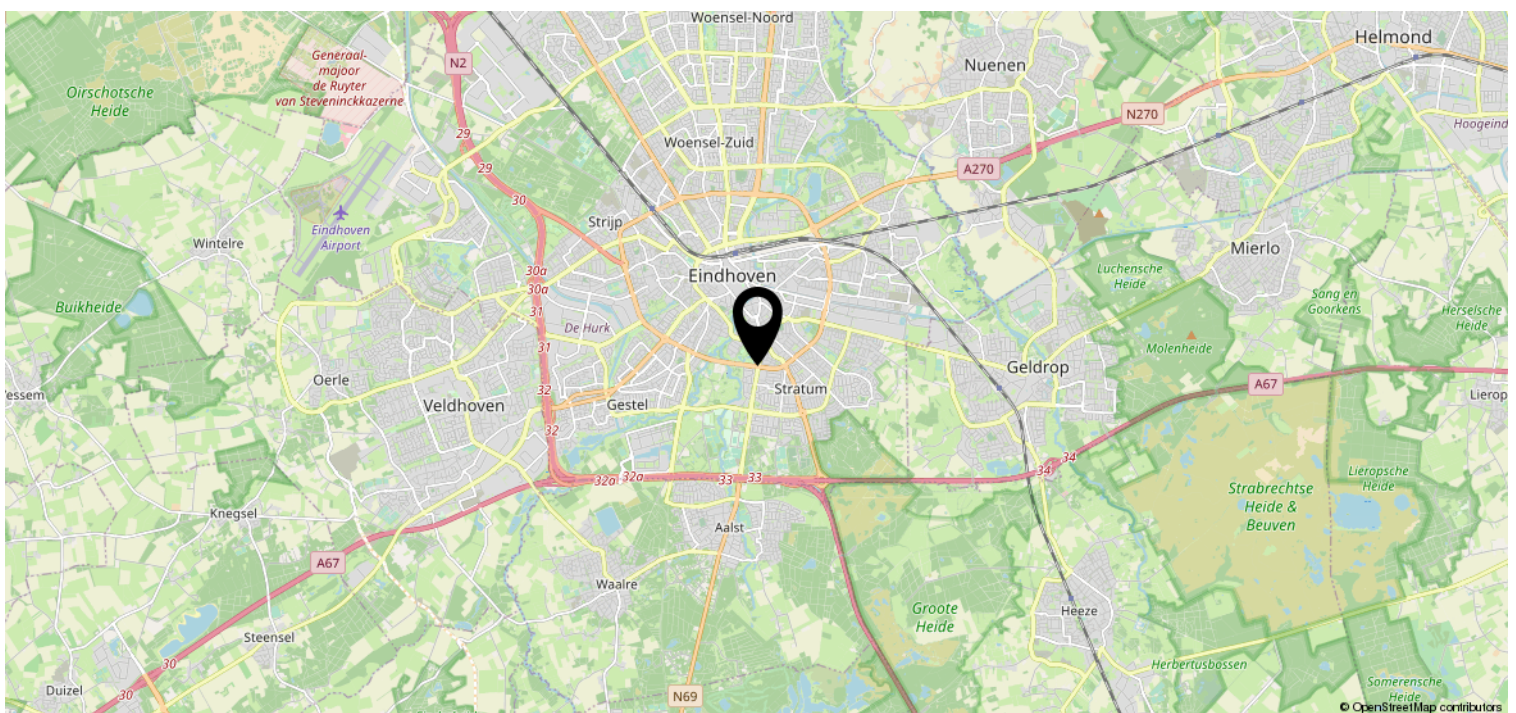 Woensel-Noord
Helmond
Generaal-
majoor
de Ruyter
van Steveninckkazerne
N2
Nuenen
Oirschotsche
Heide
N270
Hoogeind
29
Woensel-Zuid
29
A270
30
Strijp
Eindhoven
Airport
Wintelre
Mierlo
30a
Eindhoven
Luchensche
Heide
30a
Buikheide
31
Sang en
Goorkens
Herselsche
Heide
De Hurk
31
Molenheide
Geldrop
Oerle
32
Stratum
A67
Vessem
Veldhoven
Gestel
Lierop
32
34
34
32a
32a
33
33
Lieropsche
Heide
Strabrechtse
Heide &
Beuven
Knegsel
Aalst
A67
Waalre
Groote
Heide
Heeze
Steensel
30
Herbertusbossen
Duizel
30
N69
Somerensche
Heide
© OpenStreetMap contributors